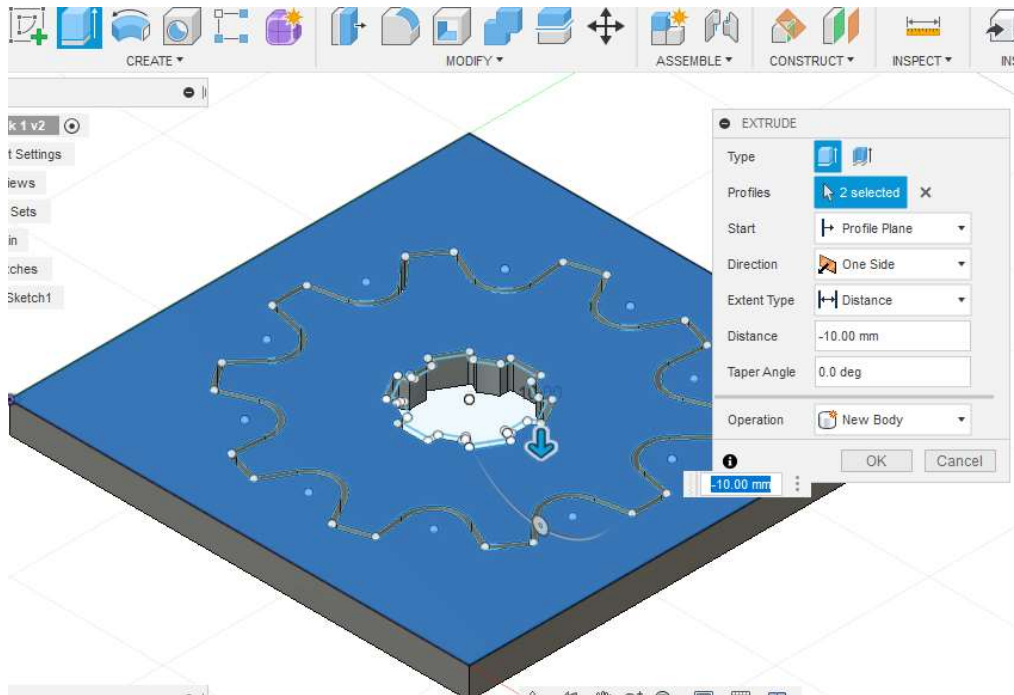 CREATE ▾
MODIFY ▾
ASSEMBLE ▾
CONSTRUCT ▾
INSPECT ▾
INS
k 1 v2
t Settings
iews
Sets
in
tches
Sketch1
EXTRUDE
Type
Profiles 2 selected
Start Profile Plane
Direction One Side
Extent Type Distance
Distance -10.00 mm
Taper Angle 0.0 deg
Operation New Body
OK Cancel
-10.00 mm